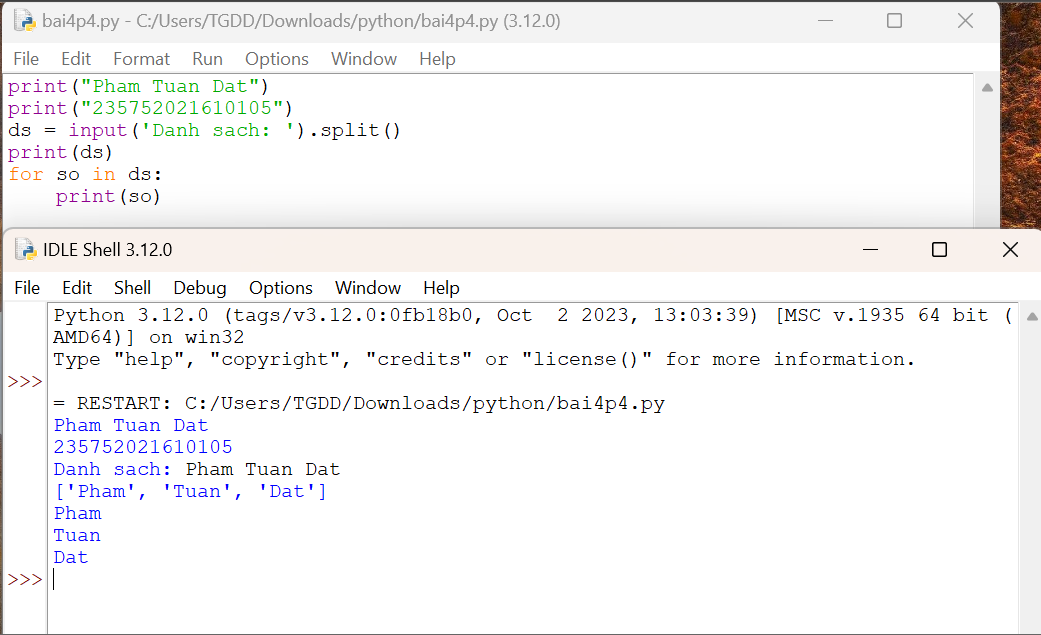 bai4p4.py - C:/Users/TGDD/Downloads/python/bai4p4.py (3.12.0)
File Edit Format Run Options Window Help
print("Pham Tuan Dat")
print("235752021610105")
ds = input('Danh sach: ').split()
print(ds)
for so in ds:
    print(so)
IDLE Shell 3.12.0
File Edit Shell Debug Options Window Help
Python 3.12.0 (tags/v3.12.0:0fb18b0, Oct  2 2023, 13:03:39) [MSC v.1935 64 bit (
AMD64)] on win32
Type "help", "copyright", "credits" or "license()" for more information.
>>>
= RESTART: C:/Users/TGDD/Downloads/python/bai4p4.py
Pham Tuan Dat
235752021610105
Danh sach: Pham Tuan Dat
['Pham', 'Tuan', 'Dat']
Pham
Tuan
Dat
>>>